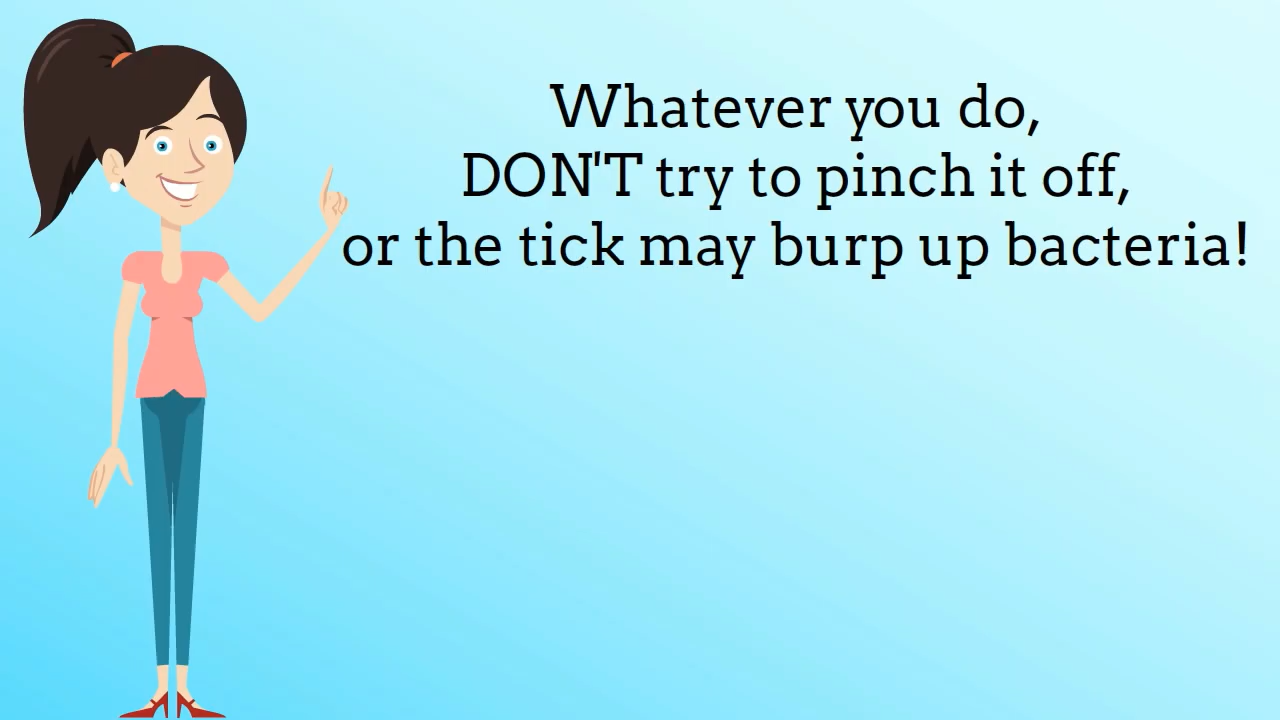 Whatever you do,
DON'T try to pinch it off,
or the tick may burp up bacteria!